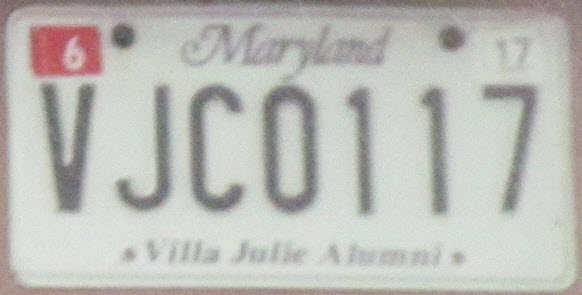 6 Maryland 17
VJC0117
Villa Julie Alumni